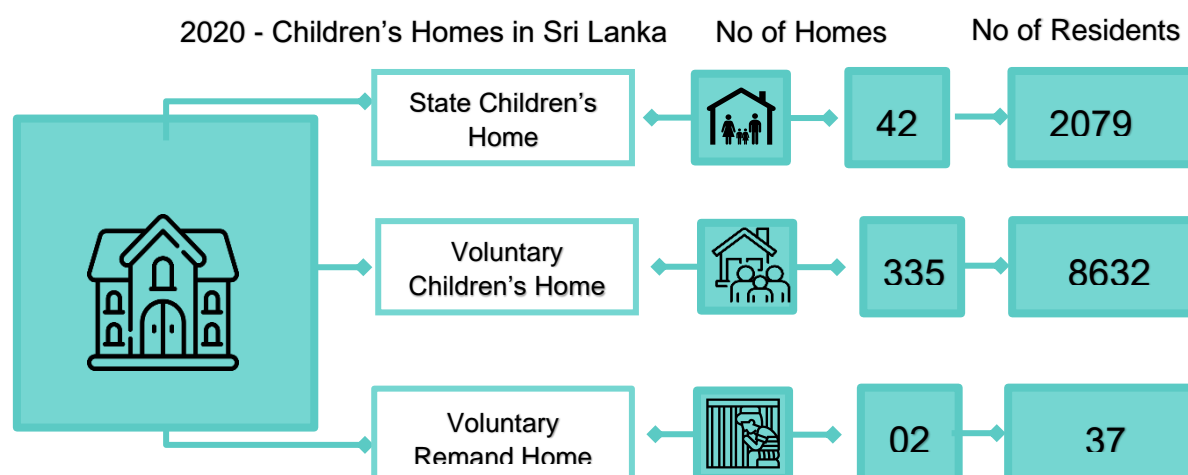 2020 - Children’s Homes in Sri Lanka No of Homes No of Residents
State Children’s
Home
42
2079
Voluntary
Children’s Home
335
8632
Voluntary
Remand Home
02
37